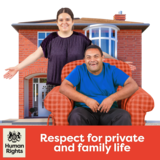 Human
Rights
Respect for private
and family life